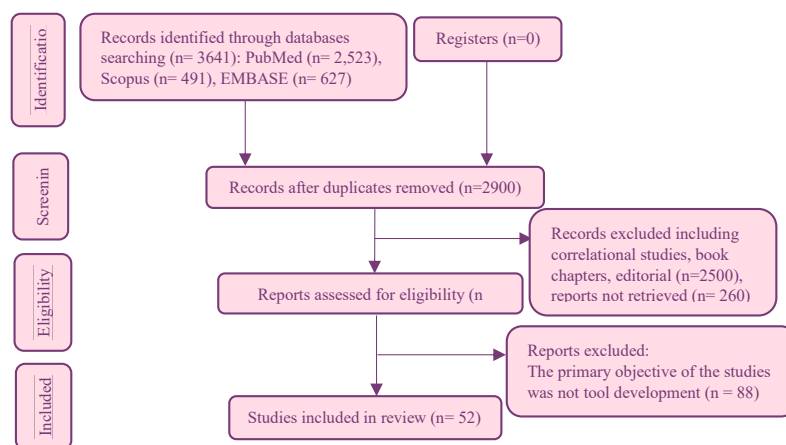 Identificatio
Records identified through databases
searching (n= 3641): PubMed (n= 2,523),
Scopus (n= 491), EMBASE (n= 627)
Registers (n=0)
Screenin
Records after duplicates removed (n=2900)
Records excluded including
correlational studies, book
chapters, editorial (n=2500),
reports not retrieved (n= 260)
Eligibility
Reports assessed for eligibility (n
Reports excluded:
The primary objective of the studies
was not tool development (n = 88)
Included
Studies included in review (n= 52)